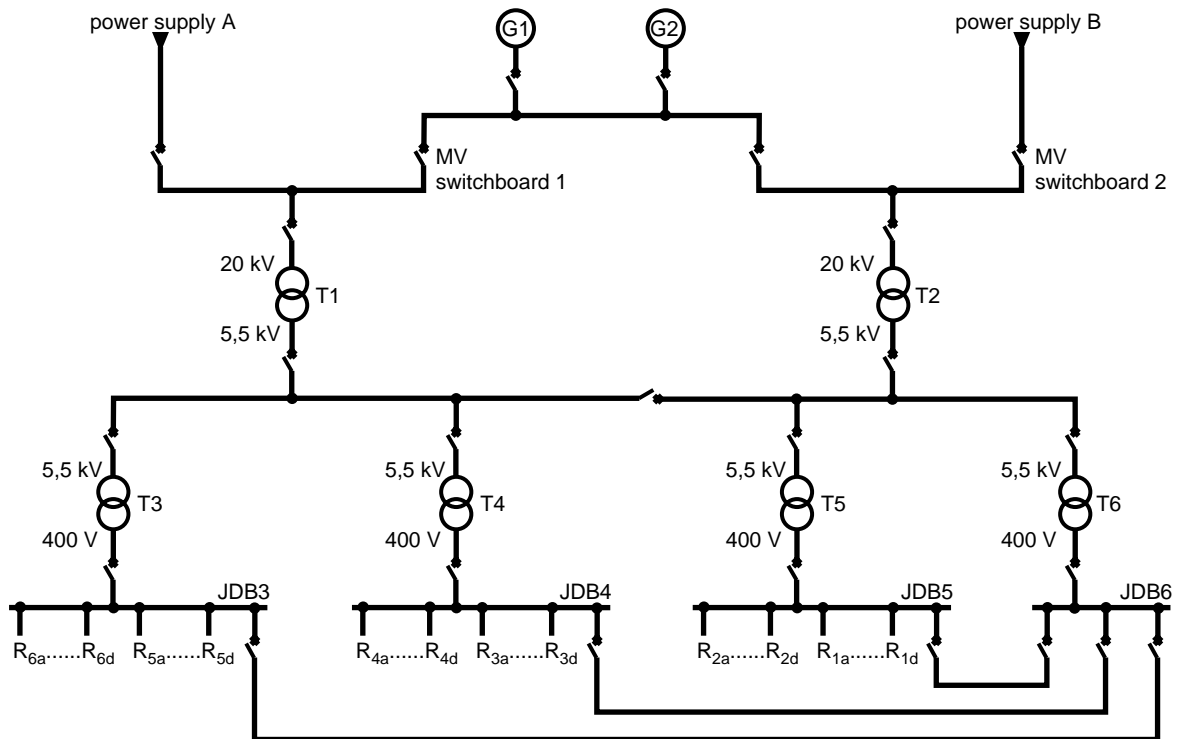 power supply A
G1
G2
power supply B
MV
switchboard 1
MV
switchboard 2
20 kV
T1
5,5 kV
20 kV
T2
5,5 kV
5,5 kV
T3
400 V
5,5 kV
T4
400 V
5,5 kV
T5
400 V
5,5 kV
T6
400 V
JDB3
JDB4
JDB5
JDB6
R6a......R6d
R5a......R5d
R4a......R4d
R3a......R3d
R2a......R2d
R1a......R1d